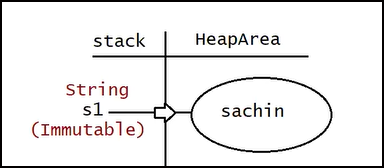 stack HeapArea
String
s1
sachin
(Immutable)